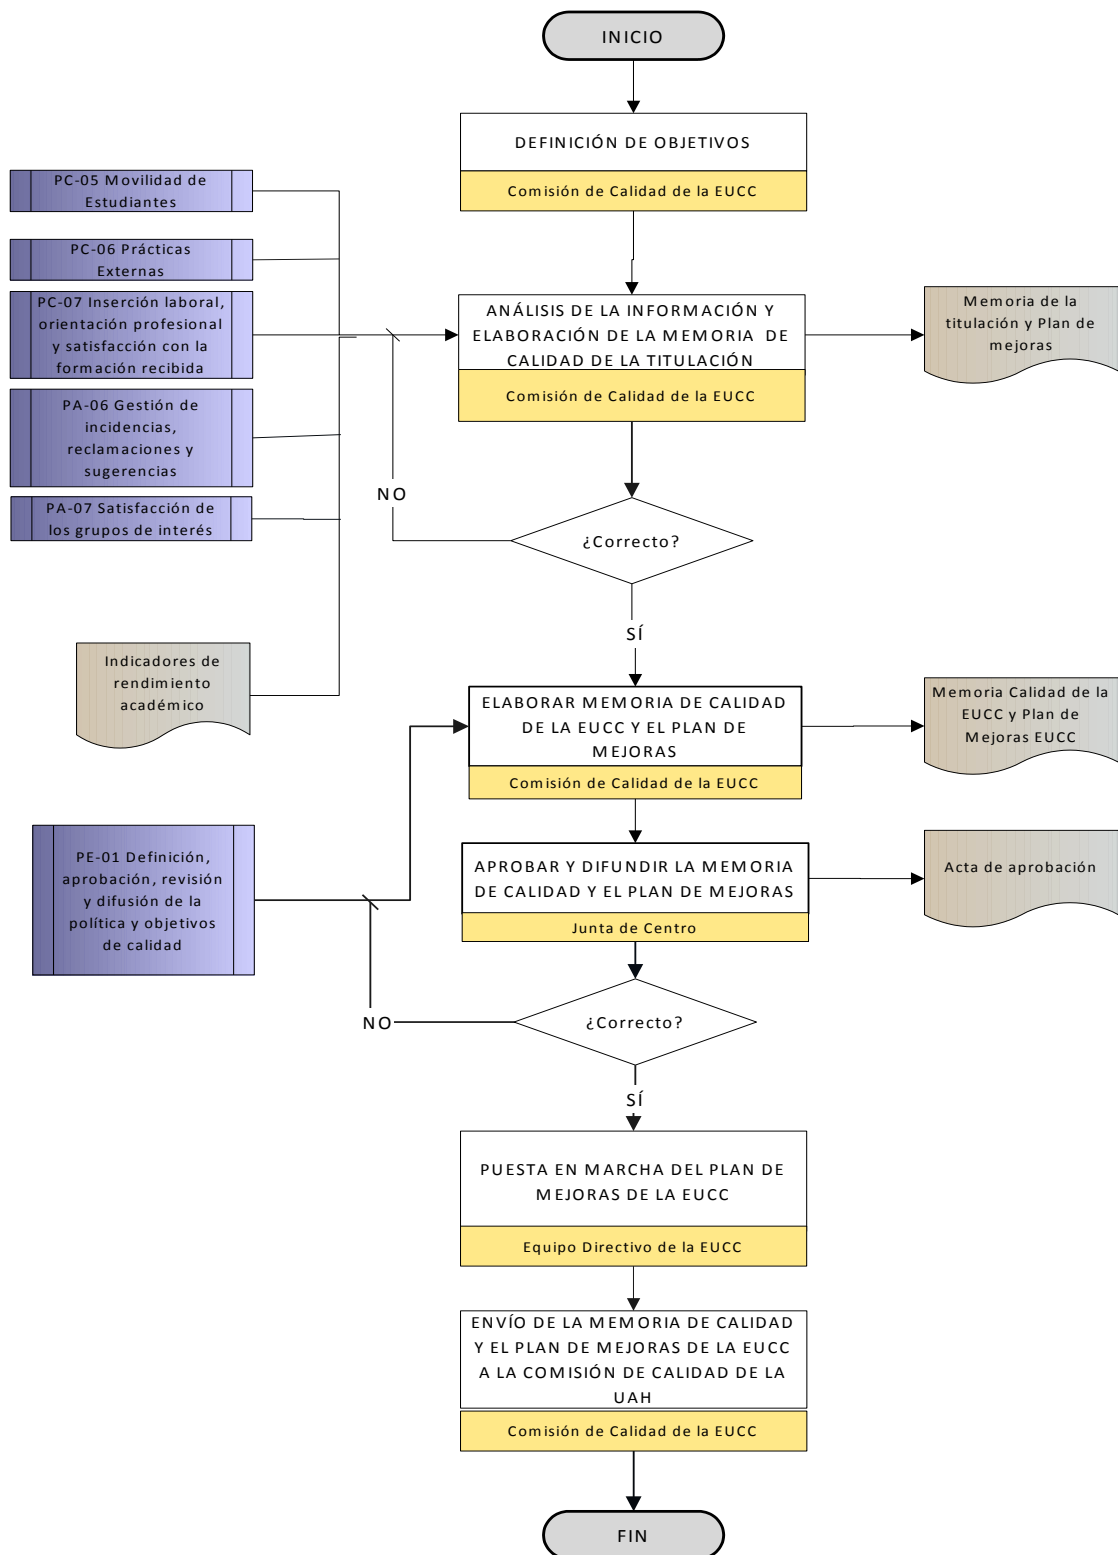 INICIO
DEFINICIÓN DE OBJETIVOS
Comisión de Calidad de la EUCC
PC-05 Movilidad de
Estudiantes
PC-06 Prácticas
Externas
PC-07 Inserción laboral,
orientación profesional
y satisfacción con la
formación recibida
PA-06 Gestión de
incidencias,
reclamaciones y
sugerencias
PA-07 Satisfacción de
los grupos de interés
Indicadores de
rendimiento
académico
ANÁLISIS DE LA INFORMACIÓN Y
ELABORACIÓN DE LA MEMORIA DE
CALIDAD DE LA TITULACIÓN
Comisión de Calidad de la EUCC
Memoria de la
titulación y Plan de
mejoras
NO
¿Correcto?
SÍ
ELABORAR MEMORIA DE CALIDAD
DE LA EUCC Y EL PLAN DE
MEJORAS
Comisión de Calidad de la EUCC
Memoria Calidad de la
EUCC y Plan de
Mejoras EUCC
PE-01 Definición,
aprobación, revisión
y difusión de la
política y objetivos
de calidad
APROBAR Y DIFUNDIR LA MEMORIA
DE CALIDAD Y EL PLAN DE MEJORAS
Junta de Centro
Acta de aprobación
NO
¿Correcto?
SÍ
PUESTA EN MARCHA DEL PLAN DE
MEJORAS DE LA EUCC
Equipo Directivo de la EUCC
ENVÍO DE LA MEMORIA DE CALIDAD
Y EL PLAN DE MEJORAS DE LA EUCC
A LA COMISIÓN DE CALIDAD DE LA
UAH
Comisión de Calidad de la EUCC
FIN